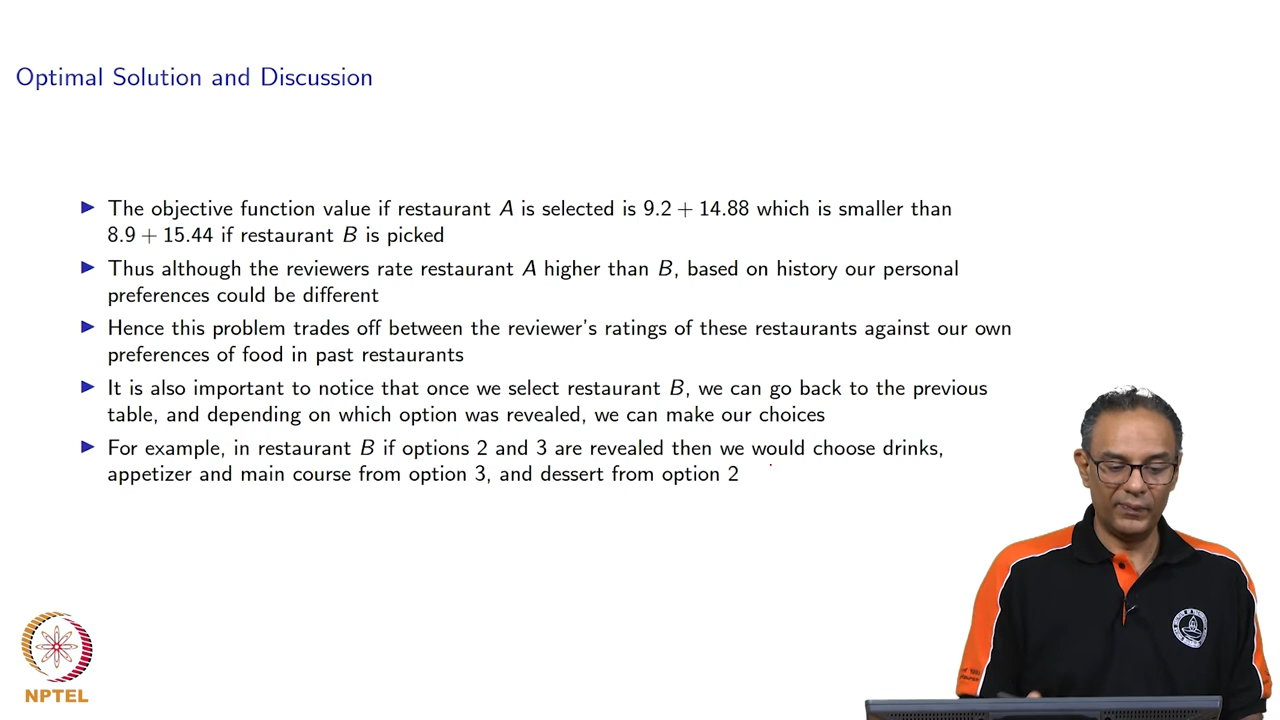 Optimal Solution and Discussion
▶ The objective function value if restaurant A is selected is 9.2 + 14.88 which is smaller than
8.9 + 15.44 if restaurant B is picked
▶ Thus although the reviewers rate restaurant A higher than B, based on history our personal
preferences could be different
▶ Hence this problem trades off between the reviewer's ratings of these restaurants against our own
preferences of food in past restaurants
▶ It is also important to notice that once we select restaurant B, we can go back to the previous
table, and depending on which option was revealed, we can make our choices
▶ For example, in restaurant B if options 2 and 3 are revealed then we would choose drinks,
appetizer and main course from option 3, and dessert from option 2
NPTEL